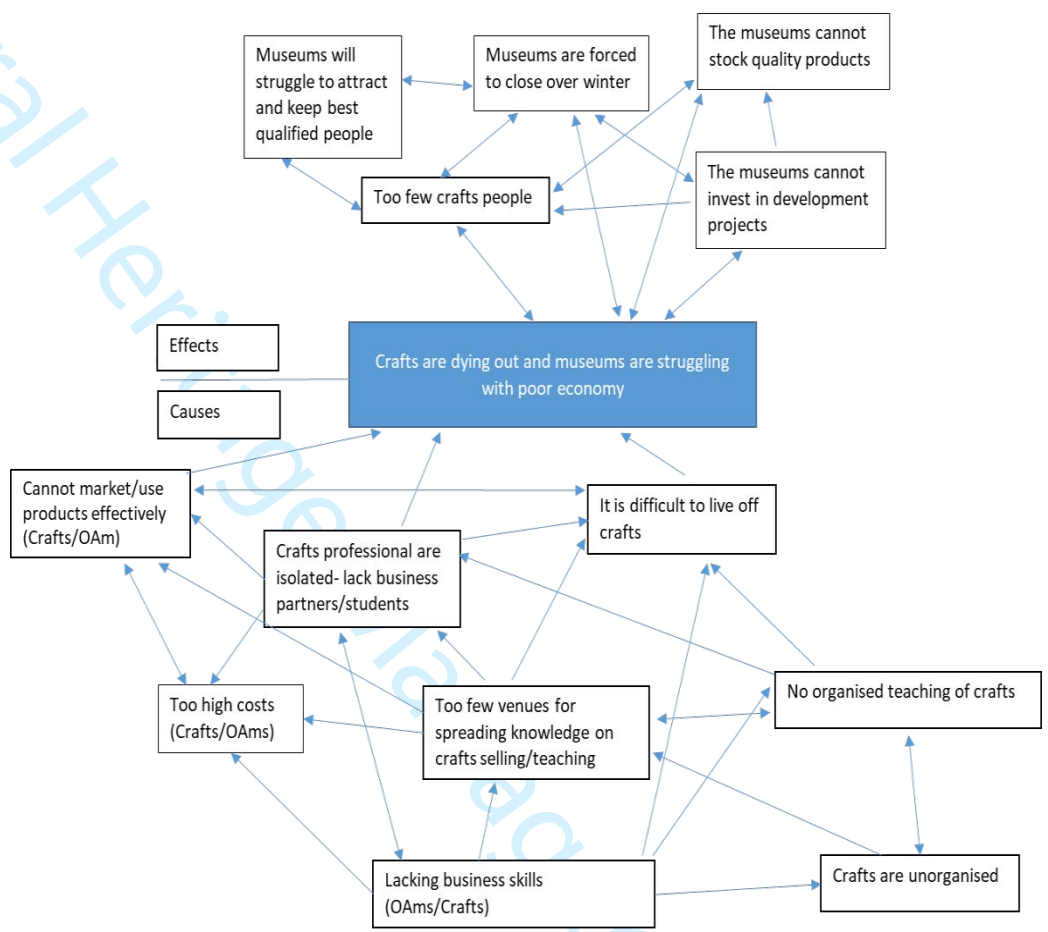 Museums will
struggle to attract
and keep best
qualified people
Museums are forced
to close over winter
The museums cannot
stock quality products
Too few crafts people
The museums cannot
invest in development
projects
Effects
Crafts are dying out and museums are struggling
with poor economy
Causes
Cannot market/use
products effectively
(Crafts/OAm)
It is difficult to live off
crafts
Crafts professional are
isolated- lack business
partners/students
Too high costs
(Crafts/OAms)
Too few venues for
spreading knowledge on
crafts selling/teaching
No organised teaching of crafts
Lacking business skills
(OAms/Crafts)
Crafts are unorganised